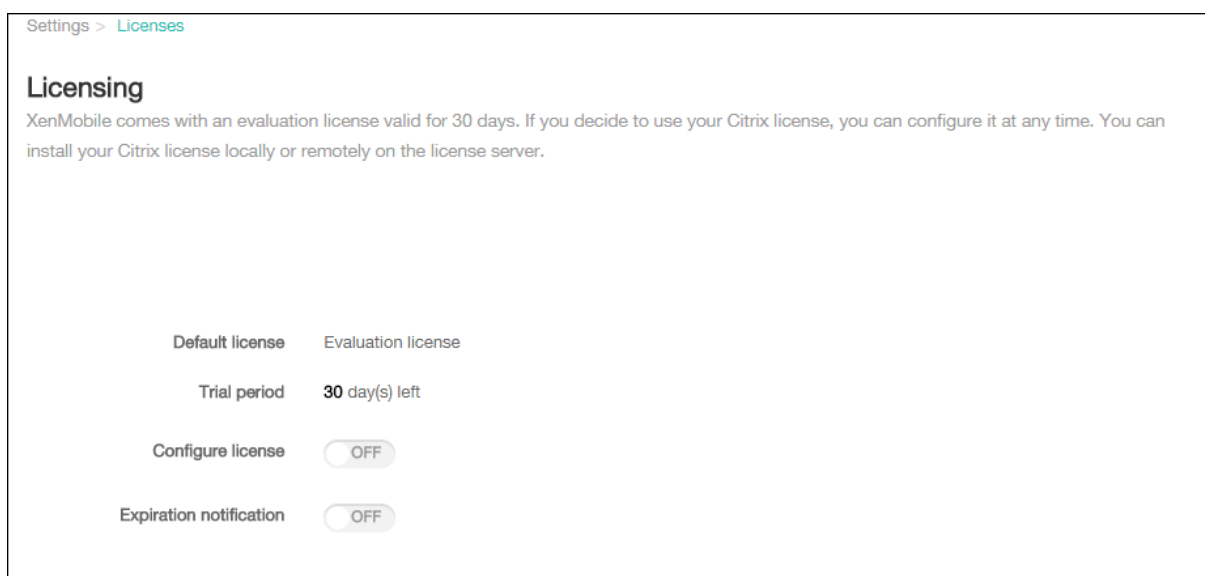 Settings > Licenses
Licensing
XenMobile comes with an evaluation license valid for 30 days. If you decide to use your Citrix license, you can configure it at any time. You can
install your Citrix license locally or remotely on the license server.
Default license Evaluation license
Trial period 30 day(s) left
Configure license OFF
Expiration notification OFF